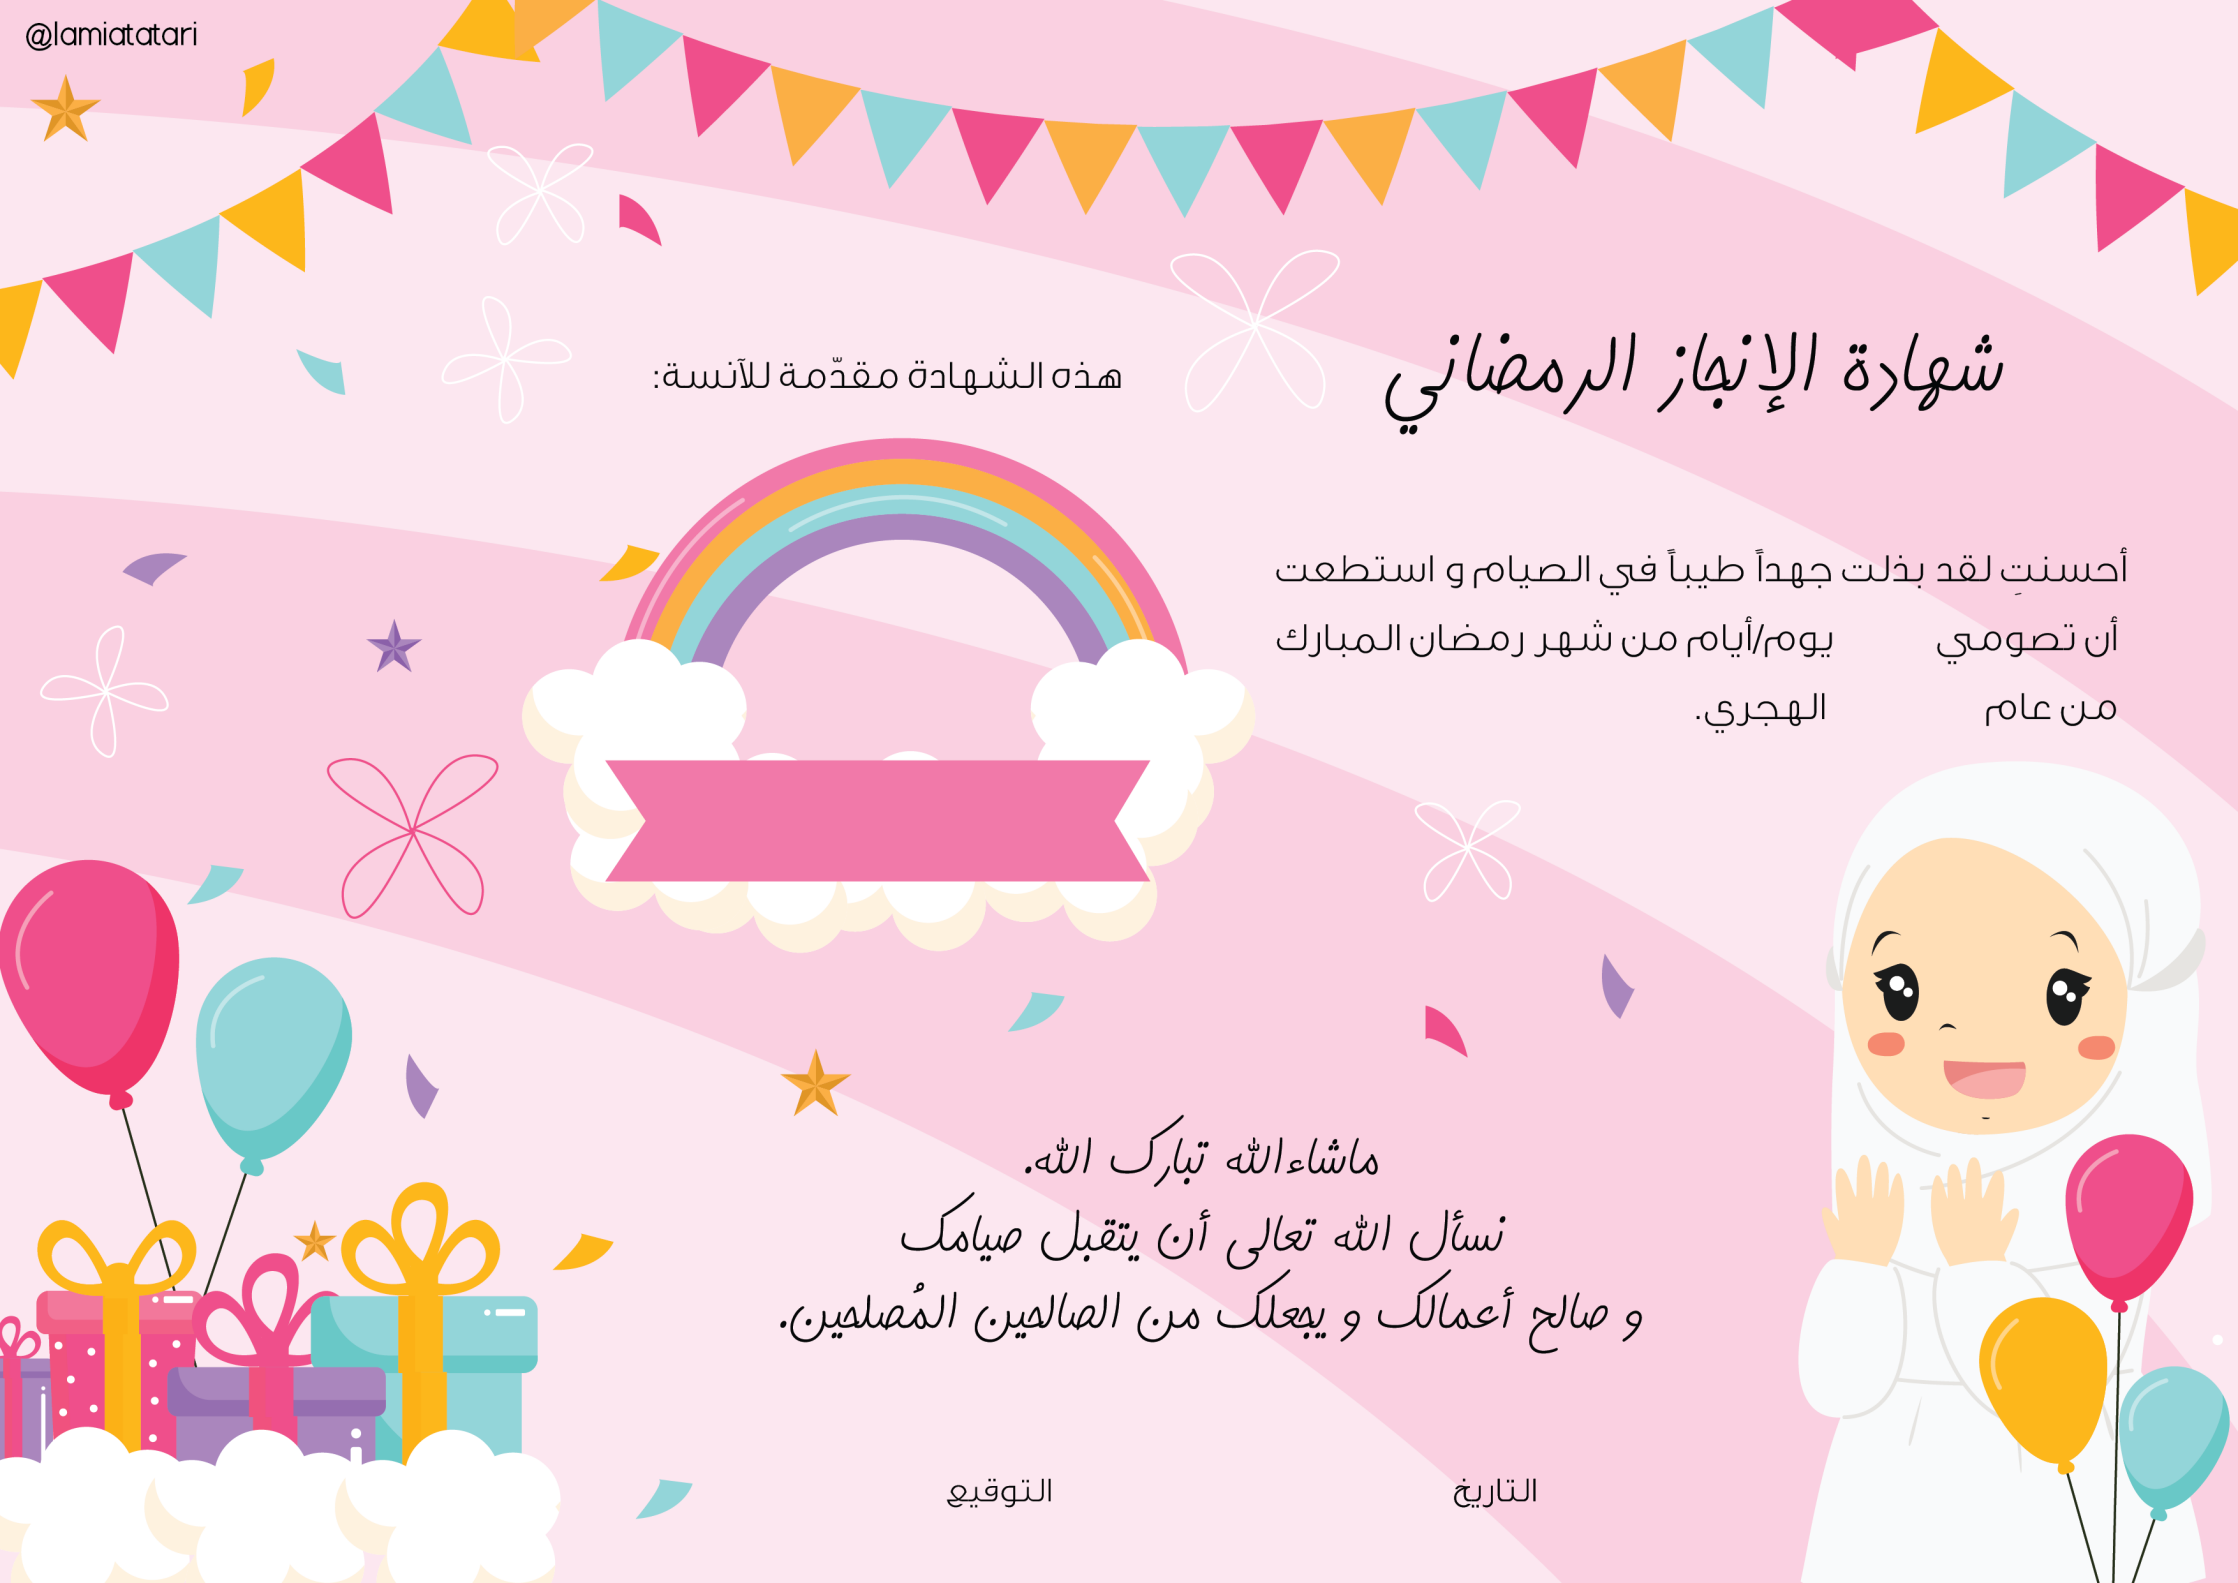 @lamiatatari
شهادة الإنجاز الرمضاني
هذه الشهادة مقدّمة للآنسة:
أحسنتِ لقد بذلت جهداً طيباً في الصيام و استطعت
أن تصومي يوم/أيام من شهر رمضان المبارك
من عام الهجري.
ماشاءالله تبارك الله.
نسأل الله تعالى أن يتقبل صيامك
و صالح أعمالك و يجعلك من الصالحين المُصلحين.
التاريخ
التوقيع